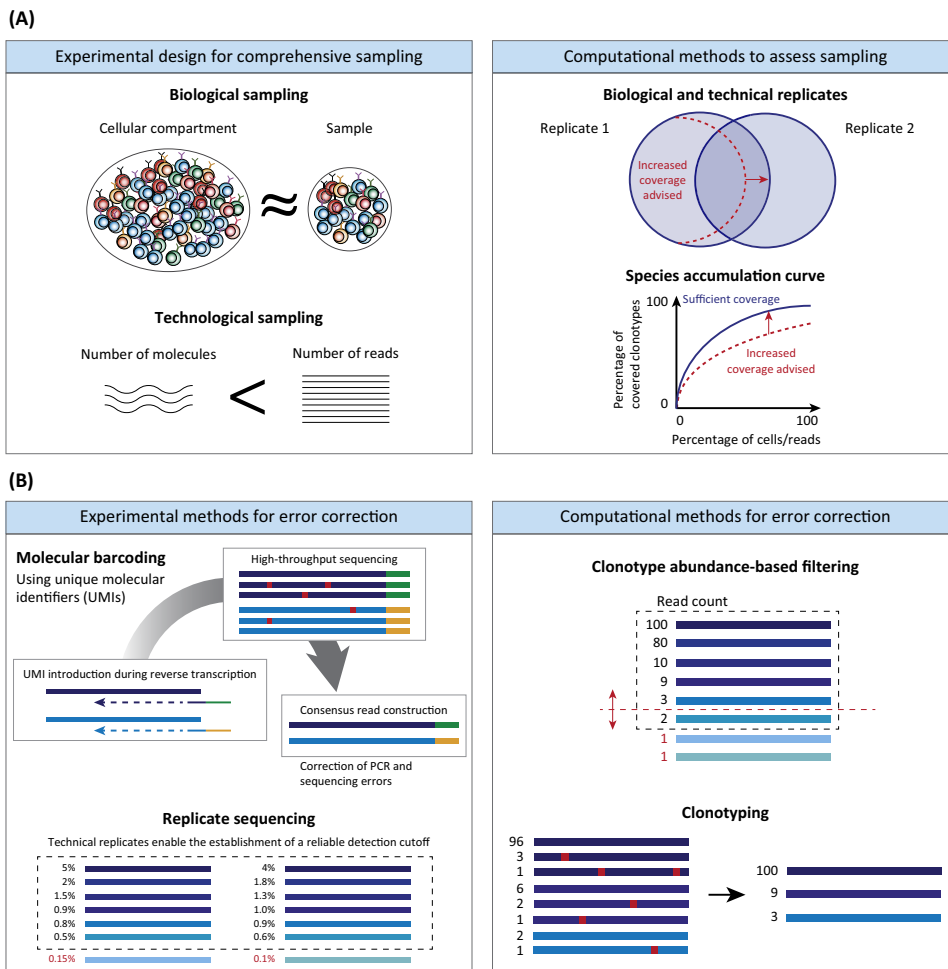 (A)
Experimental design for comprehensive sampling
Biological sampling
Cellular compartment
Sample
≈
Technological sampling
Number of molecules
Number of reads
<
Computational methods to assess sampling
Biological and technical replicates
Replicate 1
Replicate 2
Increased
coverage
advised
Species accumulation curve
Percentage of
covered clonotypes
100
0
Sufficient coverage
Increased
coverage advised
0
100
Percentage of cells/reads
(B)
Experimental methods for error correction
Molecular barcoding
Using unique molecular
identifiers (UMIs)
High-throughput sequencing
UMI introduction during reverse transcription
Consensus read construction
Correction of PCR and
sequencing errors
Replicate sequencing
Technical replicates enable the establishment of a reliable detection cutoff
5%
2%
1.5%
0.9%
0.8%
0.5%
0.15%
4%
1.8%
1.3%
1.0%
0.9%
0.6%
0.1%
Computational methods for error correction
Clonotype abundance-based filtering
Read count
100
80
10
9
3
2
1
1
Clonotyping
96
3
1
6
2
1
2
1
100
9
3